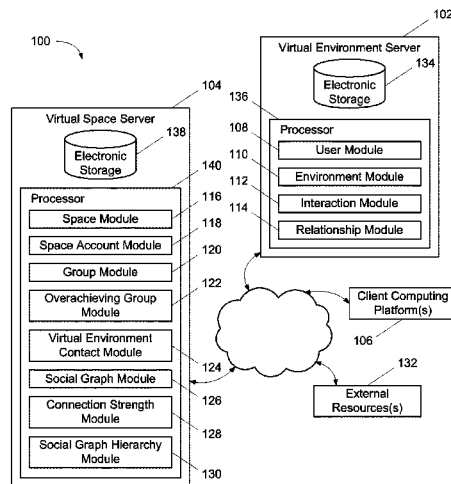 100
102
Virtual Environment Server
134
Electronic
Storage
136
Processor
108
User Module
110
Environment Module
112
Interaction Module
114
Relationship Module
104
Virtual Space Server
138
Electronic
Storage
140
Processor
116
Space Module
118
Space Account Module
120
Group Module
122
Overachieving Group
Module
Virtual Environment
Contact Module
124
Social Graph Module
126
Connection Strength
Module
128
Social Graph Hierarchy
Module
130
Client Computing
Platform(s)
106
132
External
Resources(s)